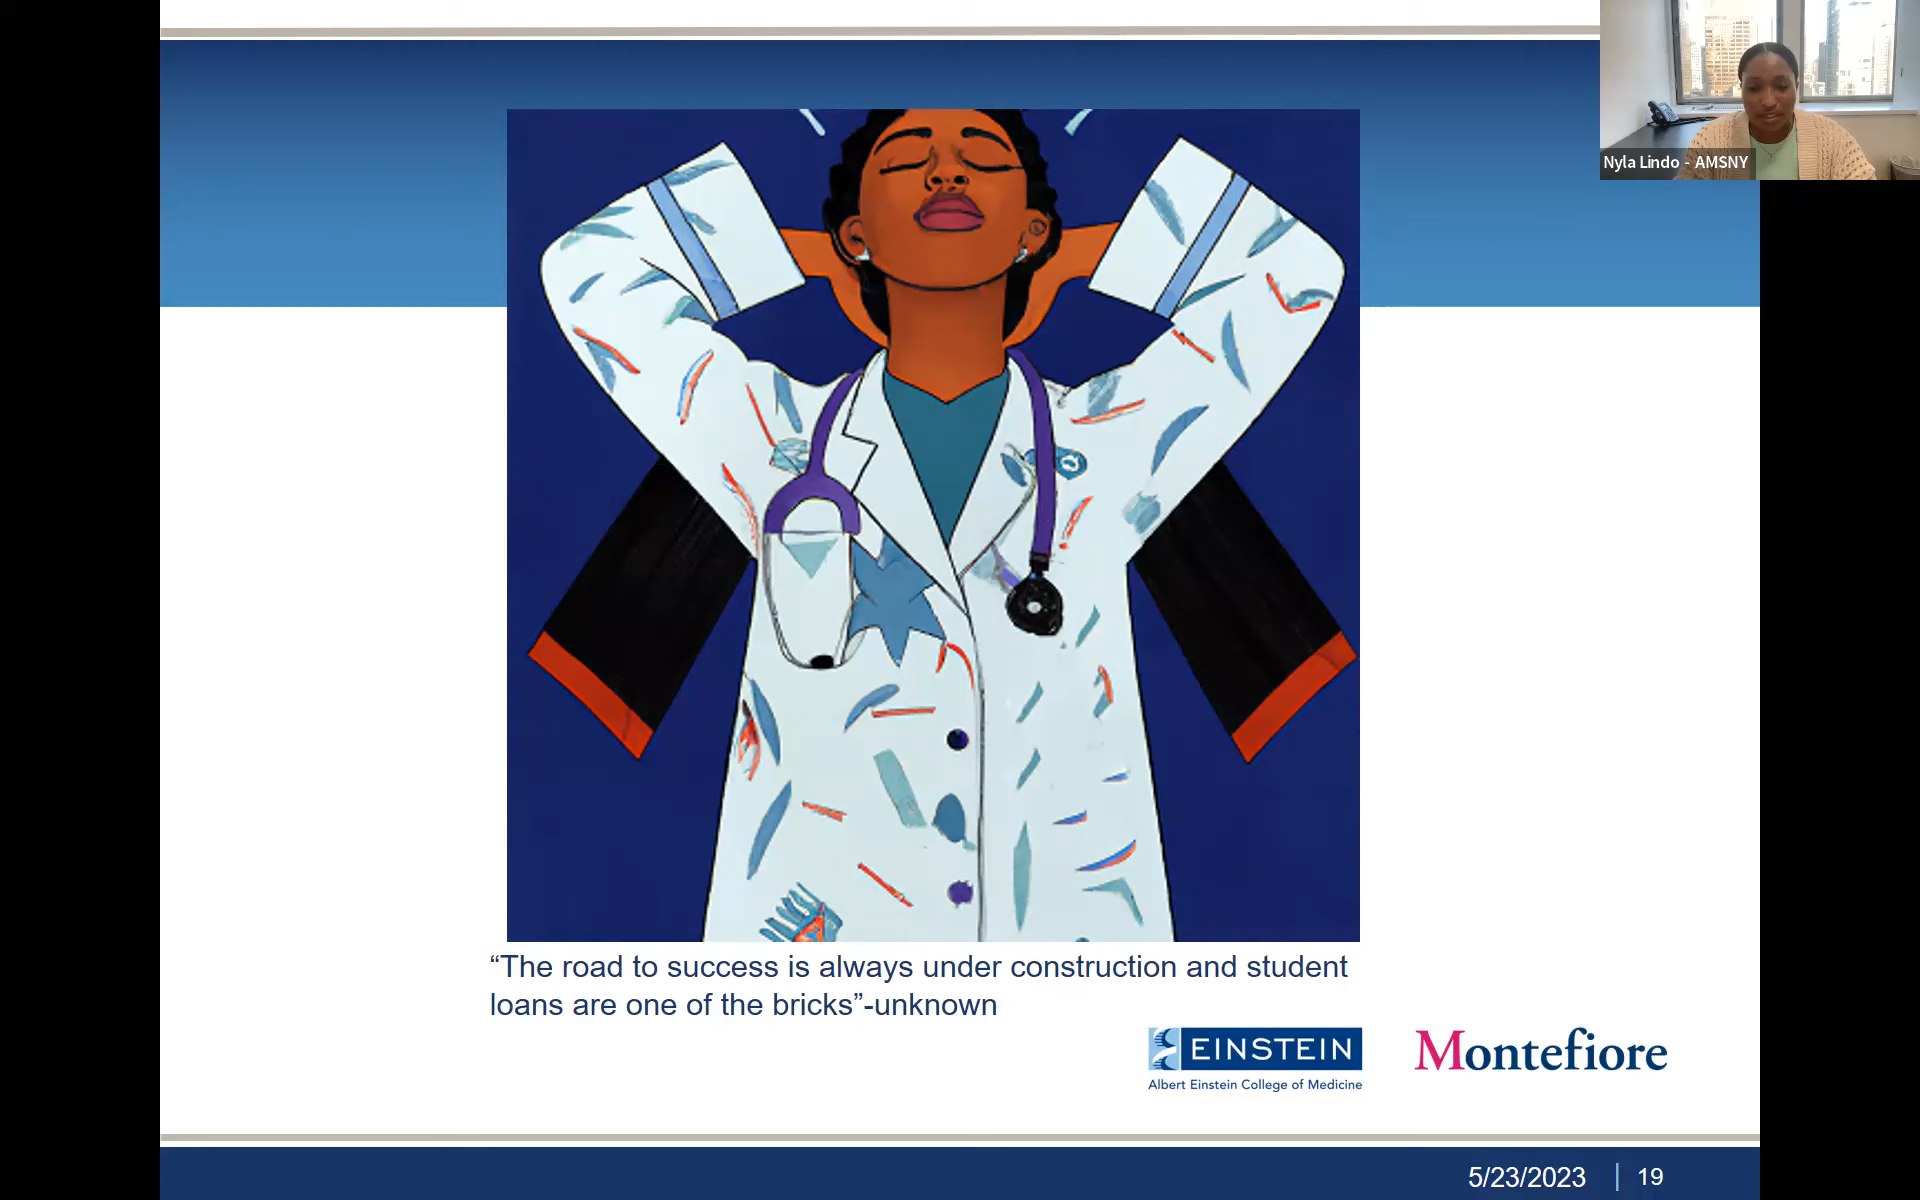 Nyla Lindo - AMSNY
“The road to success is always under construction and student
loans are one of the bricks”-unknown
EINSTEIN
Albert Einstein College of Medicine
Montefiore
5/23/2023 | 19